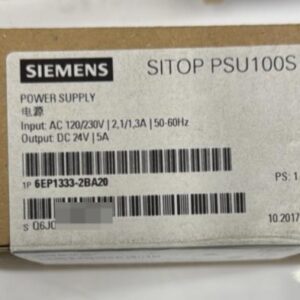 SIEMENS
SITOP PSU100S
POWER SUPPLY
电源
Input: AC 120/230V | 2,1/1,3A | 50-60Hz
Output: DC 24V | 5A
1P 6EP1333-2BA20
PS: 1
S Q6J0
10.2017